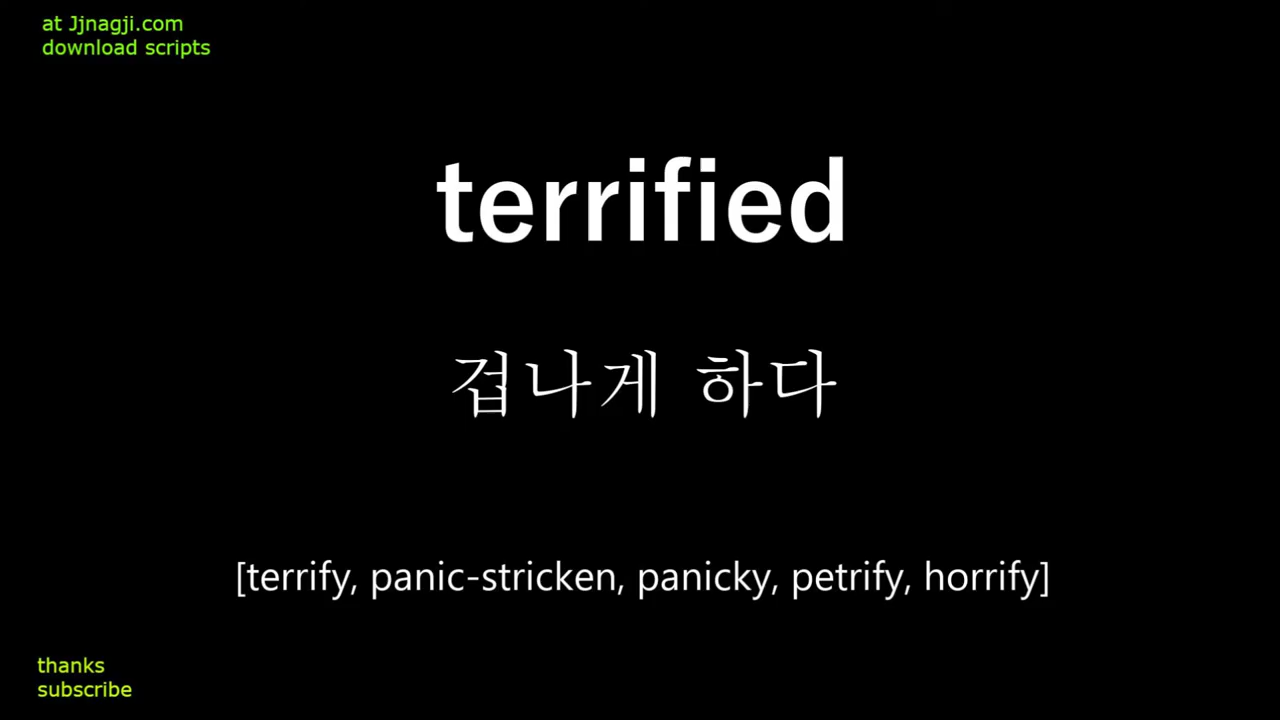 at Jjnagji.com
download scripts
terrified
겁나게 하다
[terrify, panic-stricken, panicky, petrify, horrify]
thanks
subscribe